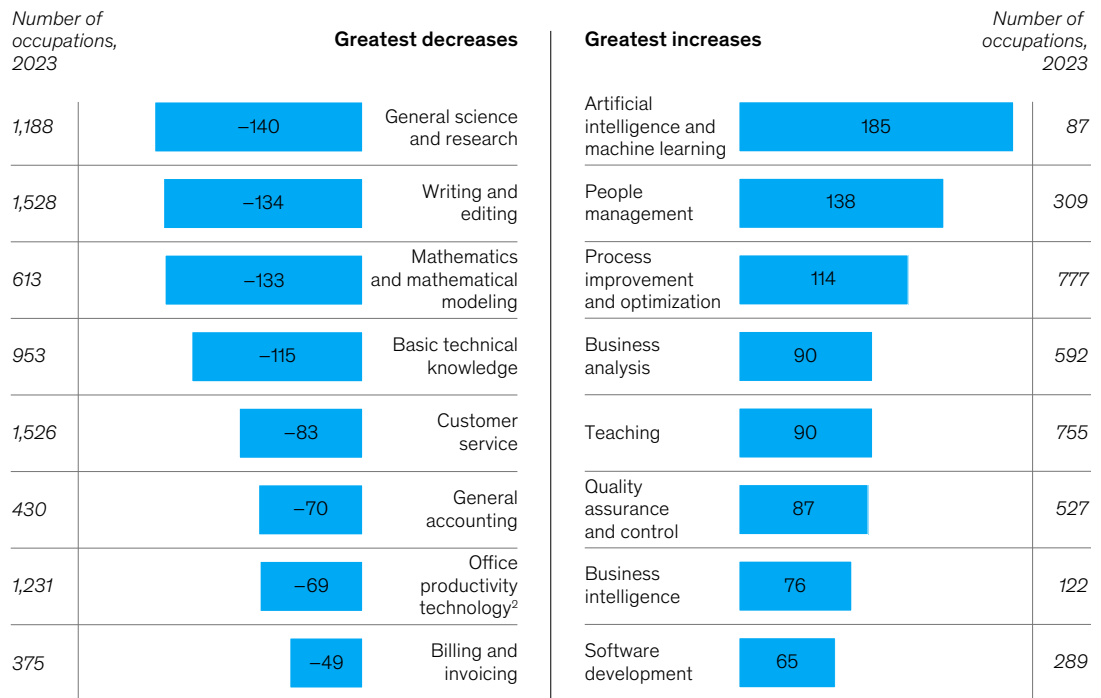 Number of
occupations,
2023
Greatest decreases
1,188
−140
General science
and research
1,528
−134
Writing and
editing
613
−133
Mathematics
and mathematical
modeling
953
−115
Basic technical
knowledge
1,526
−83
Customer
service
430
−70
General
accounting
1,231
−69
Office
productivity
technology²
375
−49
Billing and
invoicing
Greatest increases
Number of
occupations,
2023
Artificial
intelligence and
machine learning
185
87
People
management
138
309
Process
improvement
and optimization
114
777
Business
analysis
90
592
Teaching
90
755
Quality
assurance
and control
87
527
Business
intelligence
76
122
Software
development
65
289